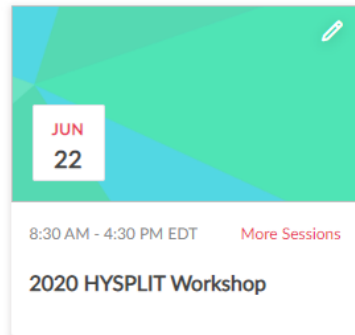 JUN
22
8:30 AM - 4:30 PM EDT More Sessions
2020 HYSPLIT Workshop